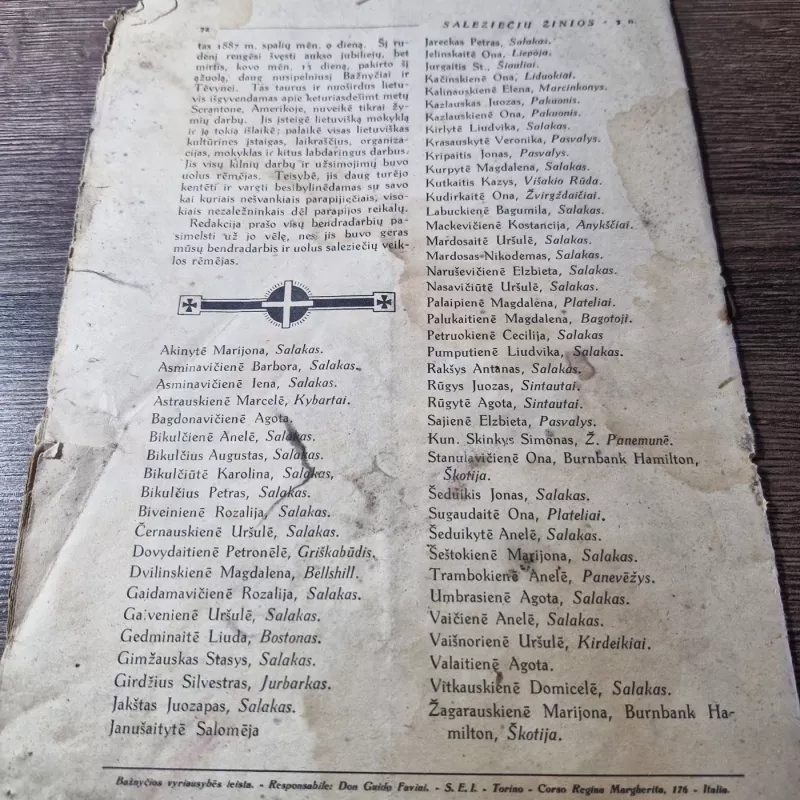 72
SALEZIEČIŲ ŽINIOS
tas 1887 m. spalių mėn. 9 dieną. Šį ru-
denį rengėsi švęsti aukso jubiliejų, bet
mirtis, kovo mėn. 15 dieną, pakirto šį
ąžuolą, daug nusipelniusį Bažnyčiai ir
Tėvynei. Tas taurus ir nuoširdus lietu-
vis išgyvendamas apie keturiasdešimt metų
Scrantone, Amerikoje, nuveikė tikrai žy-
mių darbų. Jis įsteigė lietuvišką mokyklą
ir ją tokią išlaikė; palaikė visas lietuviškas
kultūrines įstaigas, laikraščius, organiza-
cijas, mokyklas ir kitus labdaringus darbus.
Jis visų kilnių darbų ir užsimojimų buvo
uolus rėmėjas. Teisybė, jis daug turėjo
kentėti ir vargti besibylinėdamas su savo
kai kuriais nešvankiais parapijiečiais, viso-
kiais nezaležninkais dėl parapijos reikalų.
Redakcija prašo visų bendradarbių pa-
simelsti už jo vėlę, nes jis buvo geras
mūsų bendradarbis ir uolus saleziečių veik-
los rėmėjas.
Akinytė Marijona, Salakas.
Asminavičienė Barbora, Salakas.
Asminavičienė Iena, Salakas.
Astrauskienė Marcelė, Kybartai.
Bagdonavičienė Agota.
Bikulčienė Anelė, Salakas.
Bikulčius Augustas, Salakas.
Bikulčiūtė Karolina, Salakas,
Bikulčius Petras, Salakas.
Biveinienė Rozalija, Salakas.
Černauskienė Uršulė, Salakas.
Dovydaitienė Petronėlė, Griškabūdis.
Dvilinskienė Magdalena, Bellshill.
Gaidamavičienė Rozalija, Salakas.
Gaivenienė Uršulė, Salakas.
Gedminaitė Liuda, Bostonas.
Gimžauskas Stasys, Salakas.
Girdžius Silvestras, Jurbarkas.
Jakštas Juozapas, Salakas.
Janušaitytė Salomėja
Jareckas Petras, Salakas.
Jelinskaitė Ona, Liepoja.
Jurgaitis St., Šiauliai.
Kačinskienė Ona, Liduokiai.
Kalinauskienė Elena, Marcinkonys.
Kazlauskas Juozas, Pakuonis.
Kazlauskienė Ona, Pakuonis.
Kirlytė Liudvika, Salakas.
Krasauskytė Veronika, Pasvalys.
Kripaitis Jonas, Pasvalys.
Kurpytė Magdalena, Salakas.
Kutkaitis Kazys, Višakio Rūda.
Kudirkaitė Ona, Žvirgždaičiai.
Labuckienė Bagumila, Salakas.
Mackevičienė Kostancija, Anykščiai.
Mardosaitė Uršulė, Salakas.
Mardosas Nikodemas, Salakas.
Naruševičienė Elzbieta, Salakas.
Nasavičiūtė Uršulė, Salakas.
Palaipienė Magdalėna, Plateliai.
Palukaitienė Magdalena, Bagotoji.
Petruokienė Cecilija, Salakas
Pumputienė Liudvika, Salakas.
Rakšys Antanas, Salakas.
Rūgys Juozas, Sintautai.
Rūgytė Agota, Sintautai.
Sajienė Elzbieta, Pasvalys.
Kun. Skinkys Simonas, Ž. Panemunė.
Stanulavičienė Ona, Burnbank Hamilton,
Škotija.
Šeduikis Jonas, Salakas.
Sugaudaitė Ona, Plateliai.
Šeduikytė Anelė, Salakas.
Šeštokienė Marijona, Salakas.
Trambokienė Anelė, Panevėžys.
Umbrasienė Agota, Salakas.
Vaičienė Anelė, Salakas.
Vaišnorienė Uršulė, Kirdeikiai.
Valaitienė Agota.
Vitkauskienė Domicelė, Salakas.
Žagarauskienė Marijona, Burnbank Ha-
milton, Škotija.
Bažnyčios vyriausybės leista. - Responsabile: Don Guido Favini. - S. E. I. - Torino - Corso Regina Margherita, 176 - Italia.